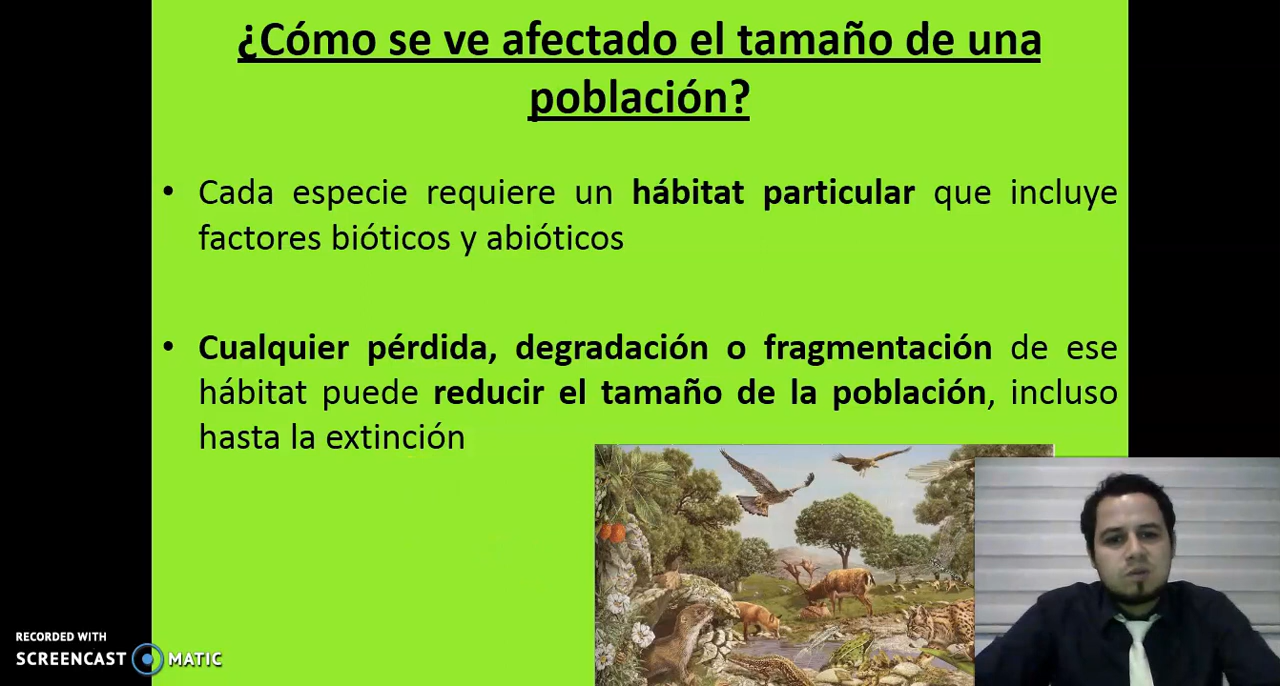 ¿Cómo se ve afectado el tamaño de una
población?
• Cada especie requiere un hábitat particular que incluye
factores bióticos y abióticos
• Cualquier pérdida, degradación o fragmentación de ese
hábitat puede reducir el tamaño de la población, incluso
hasta la extinción
RECORDED WITH
SCREENCAST MATIC